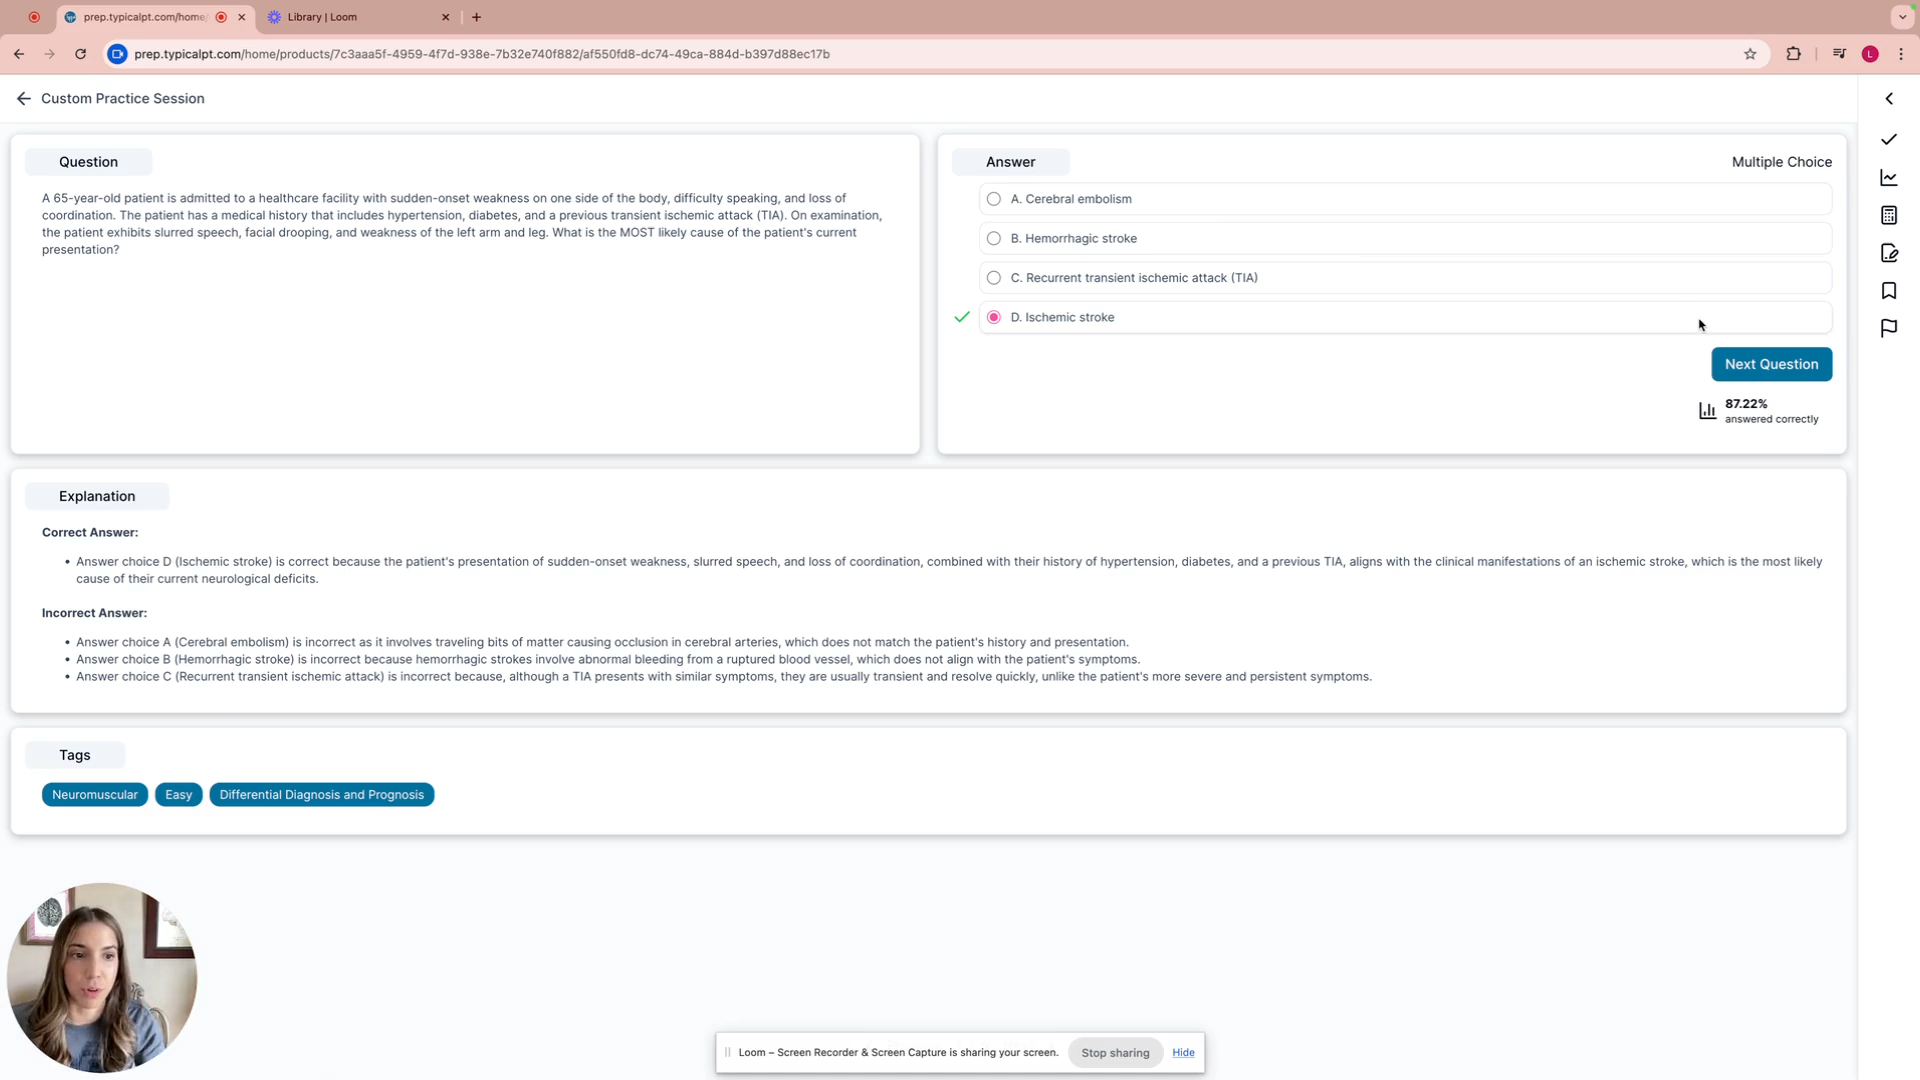 prep.typicalpt.com/home/
Library | Loom
prep.typicalpt.com/home/products/7c3aaa5f-4959-4f7d-938e-7b32e740f882/af550fd8-dc74-49ca-884d-b397d88ec17b
L
Custom Practice Session
Question
A 65-year-old patient is admitted to a healthcare facility with sudden-onset weakness on one side of the body, difficulty speaking, and loss of
coordination. The patient has a medical history that includes hypertension, diabetes, and a previous transient ischemic attack (TIA). On examination,
the patient exhibits slurred speech, facial drooping, and weakness of the left arm and leg. What is the MOST likely cause of the patient's current
presentation?
Answer
Multiple Choice
A. Cerebral embolism
B. Hemorrhagic stroke
C. Recurrent transient ischemic attack (TIA)
D. Ischemic stroke
Next Question
87.22%
answered correctly
Explanation
Correct Answer:
• Answer choice D (Ischemic stroke) is correct because the patient's presentation of sudden-onset weakness, slurred speech, and loss of coordination, combined with their history of hypertension, diabetes, and a previous TIA, aligns with the clinical manifestations of an ischemic stroke, which is the most likely
cause of their current neurological deficits.
Incorrect Answer:
• Answer choice A (Cerebral embolism) is incorrect as it involves traveling bits of matter causing occlusion in cerebral arteries, which does not match the patient's history and presentation.
• Answer choice B (Hemorrhagic stroke) is incorrect because hemorrhagic strokes involve abnormal bleeding from a ruptured blood vessel, which does not align with the patient's symptoms.
• Answer choice C (Recurrent transient ischemic attack) is incorrect because, although a TIA presents with similar symptoms, they are usually transient and resolve quickly, unlike the patient's more severe and persistent symptoms.
Tags
Neuromuscular
Easy
Differential Diagnosis and Prognosis
Loom – Screen Recorder & Screen Capture is sharing your screen.
Stop sharing
Hide